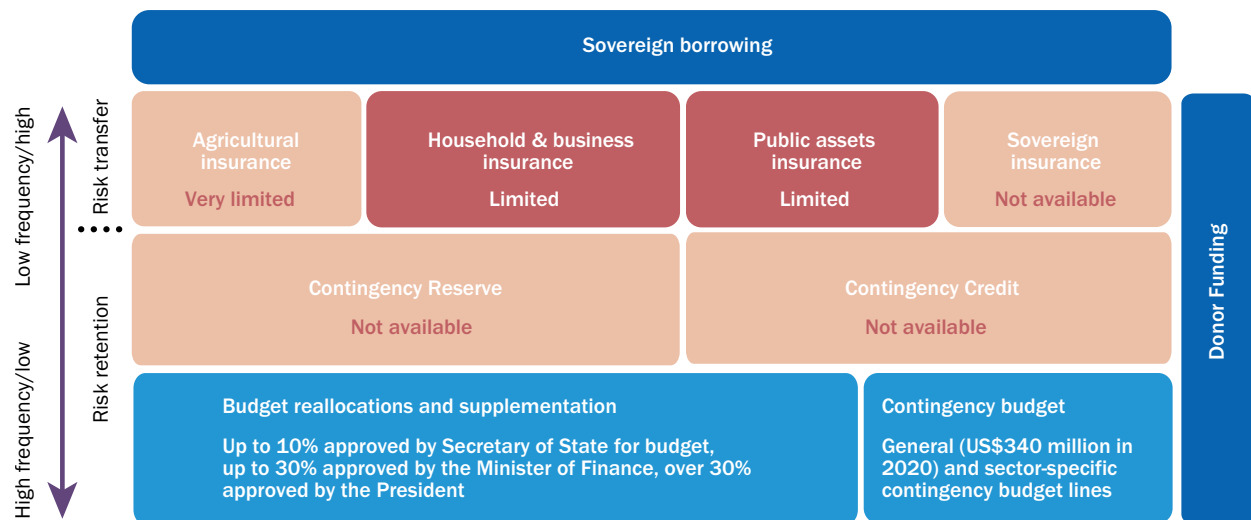 Sovereign borrowing
Low frequency/high
Risk transfer
Agricultural
insurance
Very limited
Household & business
insurance
Limited
Public assets
insurance
Limited
Sovereign
insurance
Not available
High frequency/low
Risk retention
Contingency Reserve
Not available
Contingency Credit
Not available
Budget reallocations and supplementation
Up to 10% approved by Secretary of State for budget,
up to 30% approved by the Minister of Finance, over 30%
approved by the President
Contingency budget
General (US$340 million in
2020) and sector-specific
contingency budget lines
Donor Funding